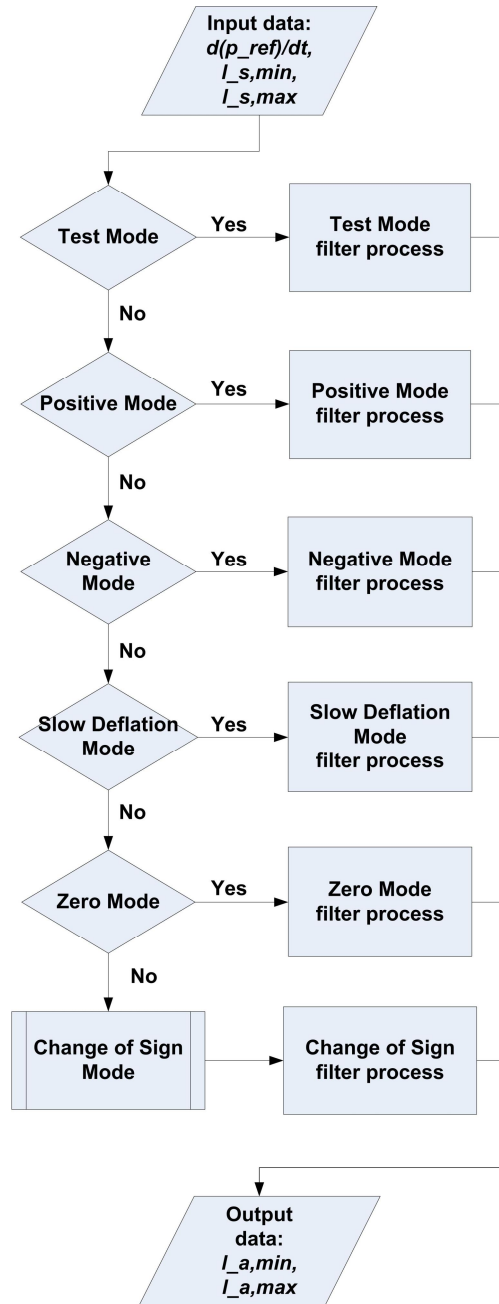 Input data:
d(p_ref)/dt,
I_s,min,
I_s,max
Test Mode
Yes
Test Mode
filter process
No
Positive Mode
Yes
Positive Mode
filter process
No
Negative
Mode
Yes
Negative Mode
filter process
No
Slow Deflation
Mode
Yes
Slow Deflation
Mode
filter process
No
Zero Mode
Yes
Zero Mode
filter process
No
Change of Sign
Mode
Change of Sign
filter process
Output
data:
I_a,min,
I_a,max